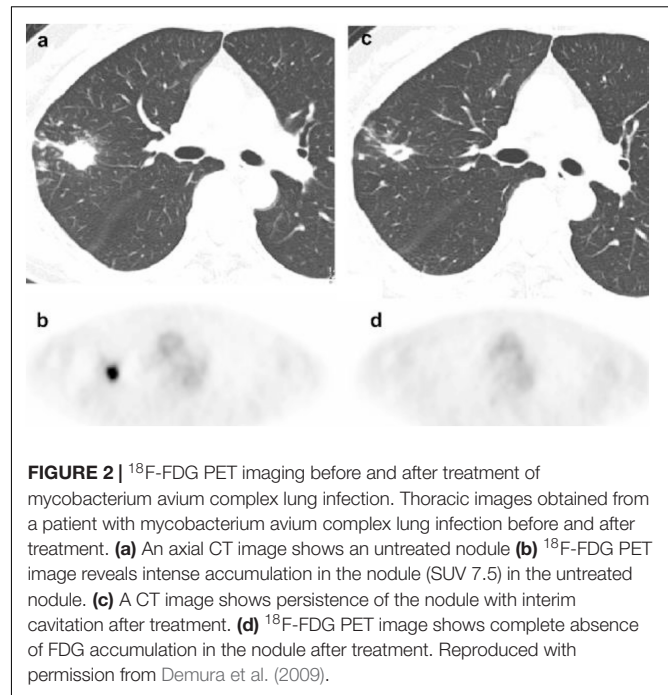 a
c
b
d
FIGURE 2 | ¹⁸F-FDG PET imaging before and after treatment of
mycobacterium avium complex lung infection. Thoracic images obtained from
a patient with mycobacterium avium complex lung infection before and after
treatment. (a) An axial CT image shows an untreated nodule (b) ¹⁸F-FDG PET
image reveals intense accumulation in the nodule (SUV 7.5) in the untreated
nodule. (c) A CT image shows persistence of the nodule with interim
cavitation after treatment. (d) ¹⁸F-FDG PET image shows complete absence
of FDG accumulation in the nodule after treatment. Reproduced with
permission from Demura et al. (2009).